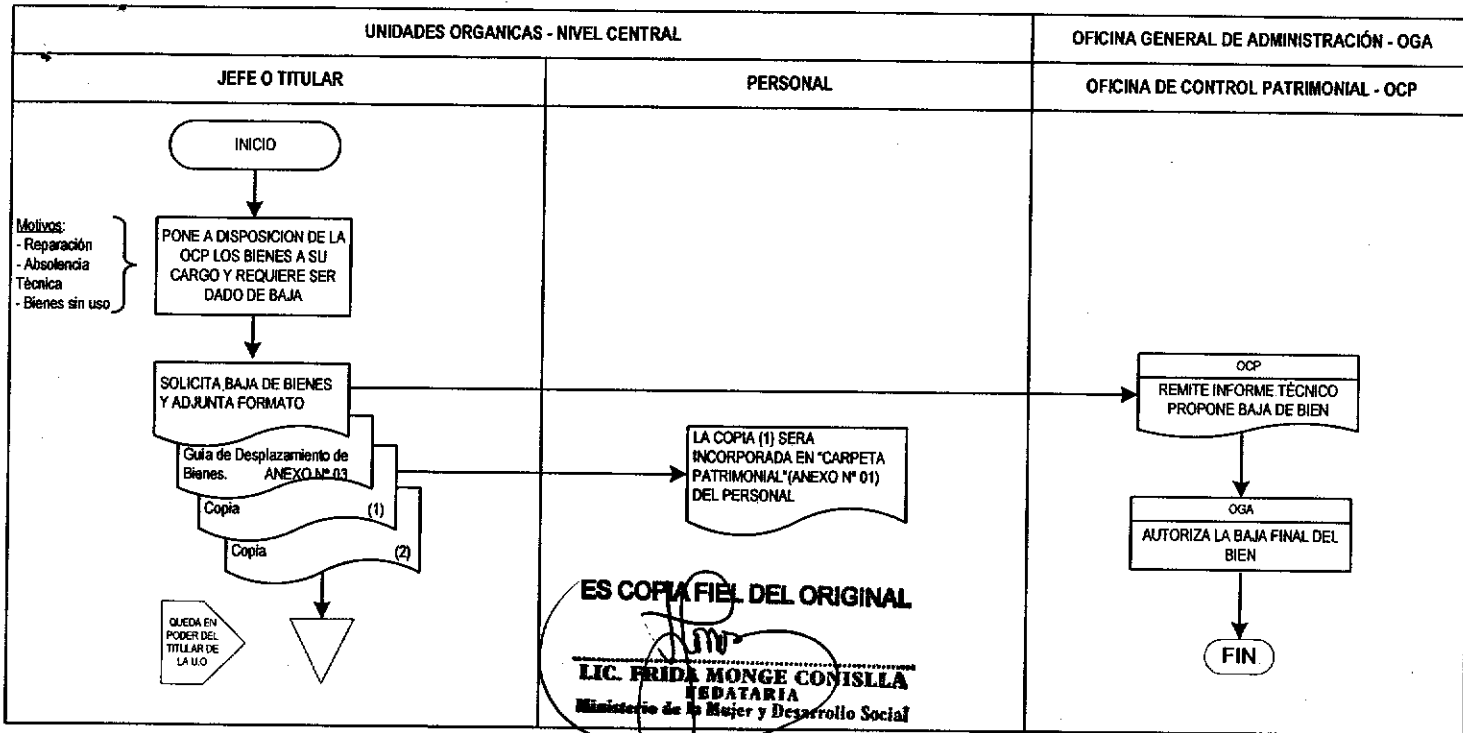 UNIDADES ORGANICAS - NIVEL CENTRAL
OFICINA GENERAL DE ADMINISTRACIÓN - OGA
JEFE O TITULAR
PERSONAL
OFICINA DE CONTROL PATRIMONIAL - OCP
INICIO
Motivos:
- Reparación
- Absolencia
Técnica
- Bienes sin uso
PONE A DISPOSICION DE LA
OCP LOS BIENES A SU
CARGO Y REQUIERE SER
DADO DE BAJA
SOLICITA BAJA DE BIENES
Y ADJUNTA FORMATO
Guía de Desplazamiento de
Bienes. ANEXO Nº 03
Copia (1)
Copia (2)
QUEDA EN
PODER DEL
TITULAR DE
LA U.O
LA COPIA (1) SERA
INCORPORADA EN "CARPETA
PATRIMONIAL"(ANEXO Nº 01)
DEL PERSONAL
OCP
REMITE INFORME TÉCNICO
PROPONE BAJA DE BIEN
OGA
AUTORIZA LA BAJA FINAL DEL
BIEN
FIN
ES COPIA FIEL DEL ORIGINAL
LIC. FRIDA MONGE CONISLLA
FEDATARIA
Ministerio de la Mujer y Desarrollo Social